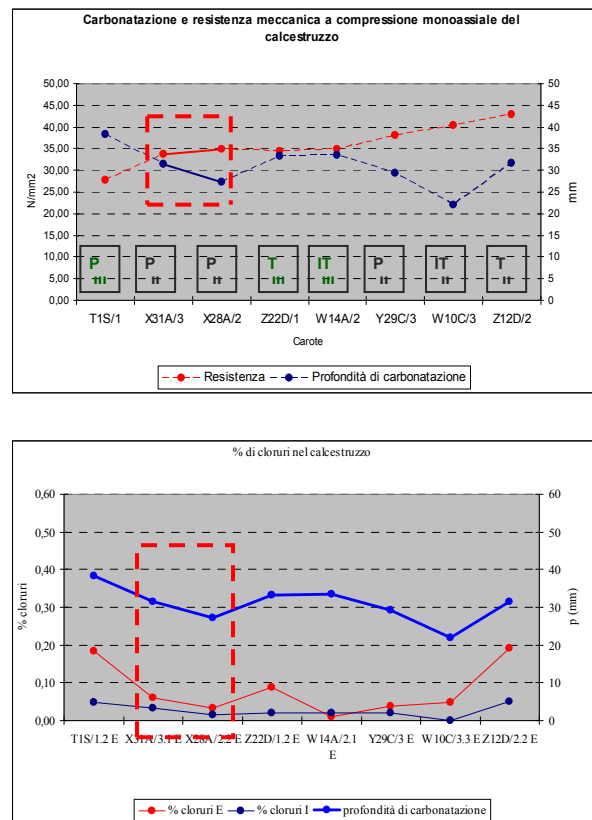 Carbonatazione e resistenza meccanica a compressione monoassiale del
calcestruzzo
50,00
45,00
40,00
35,00
30,00
25,00
20,00
15,00
10,00
5,00
0,00
N/mm2
50
45
40
35
30
25
20
15
10
5
0
mm
P P P T IT P IT T
III II II III III II II II
T1S/1 X31A/3 X28A/2 Z22D/1 W14A/2 Y29C/3 W10C/3 Z12D/2
Carote
Resistenza Profondità di carbonatazione
% di cloruri nel calcestruzzo
0,60
0,50
0,40
0,30
0,20
0,10
0,00
% cloruri
60
50
40
30
20
10
0
p (mm)
T1S/1.2 E X31A/3.1 E X28A/2.2 E Z22D/1.2 E W14A/2.1 Y29C/3 E W10C/3.3 E Z12D/2.2 E
E
% cloruri E % cloruri I profondità di carbonatazione